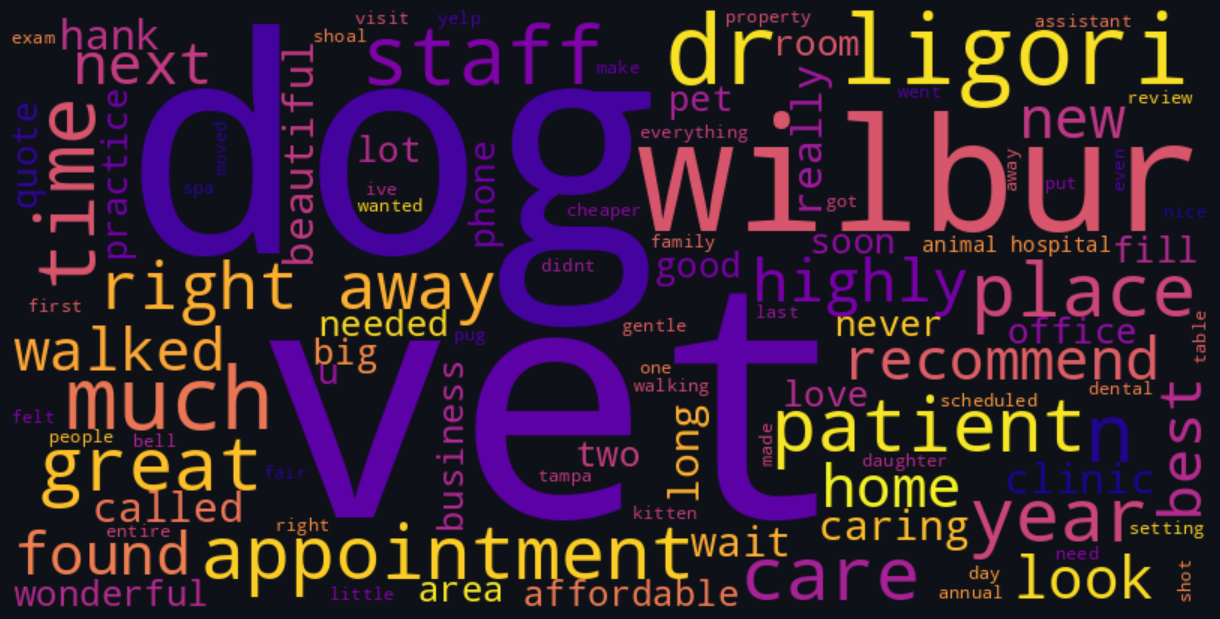 exam
hank
shoal
visit
yelp
property
assistant
next
staff
make
dr
room
ligori
went
review
dog
vet
wilbur
time
quote
practice
moved
spa
beautiful
lot
ive
wanted
phone
cheaper
didnt
pet
everything
really
got
new
away
put
even
nice
family
good
soon
animal hospital
fill
highly
place
last
first
right away
needed
pug
gentle
never
office
table
walked
big
u
one
walking
recommend
much
felt
business
long
love
scheduled
dental
best
people
bell
great
fair
two
tampa
made
patient
n
daughter
clinic
home
called
entire
right
kitten
caring
year
setting
found
appointment
wait
need
care
wonderful
little
area
affordable
day
annual
look
shot